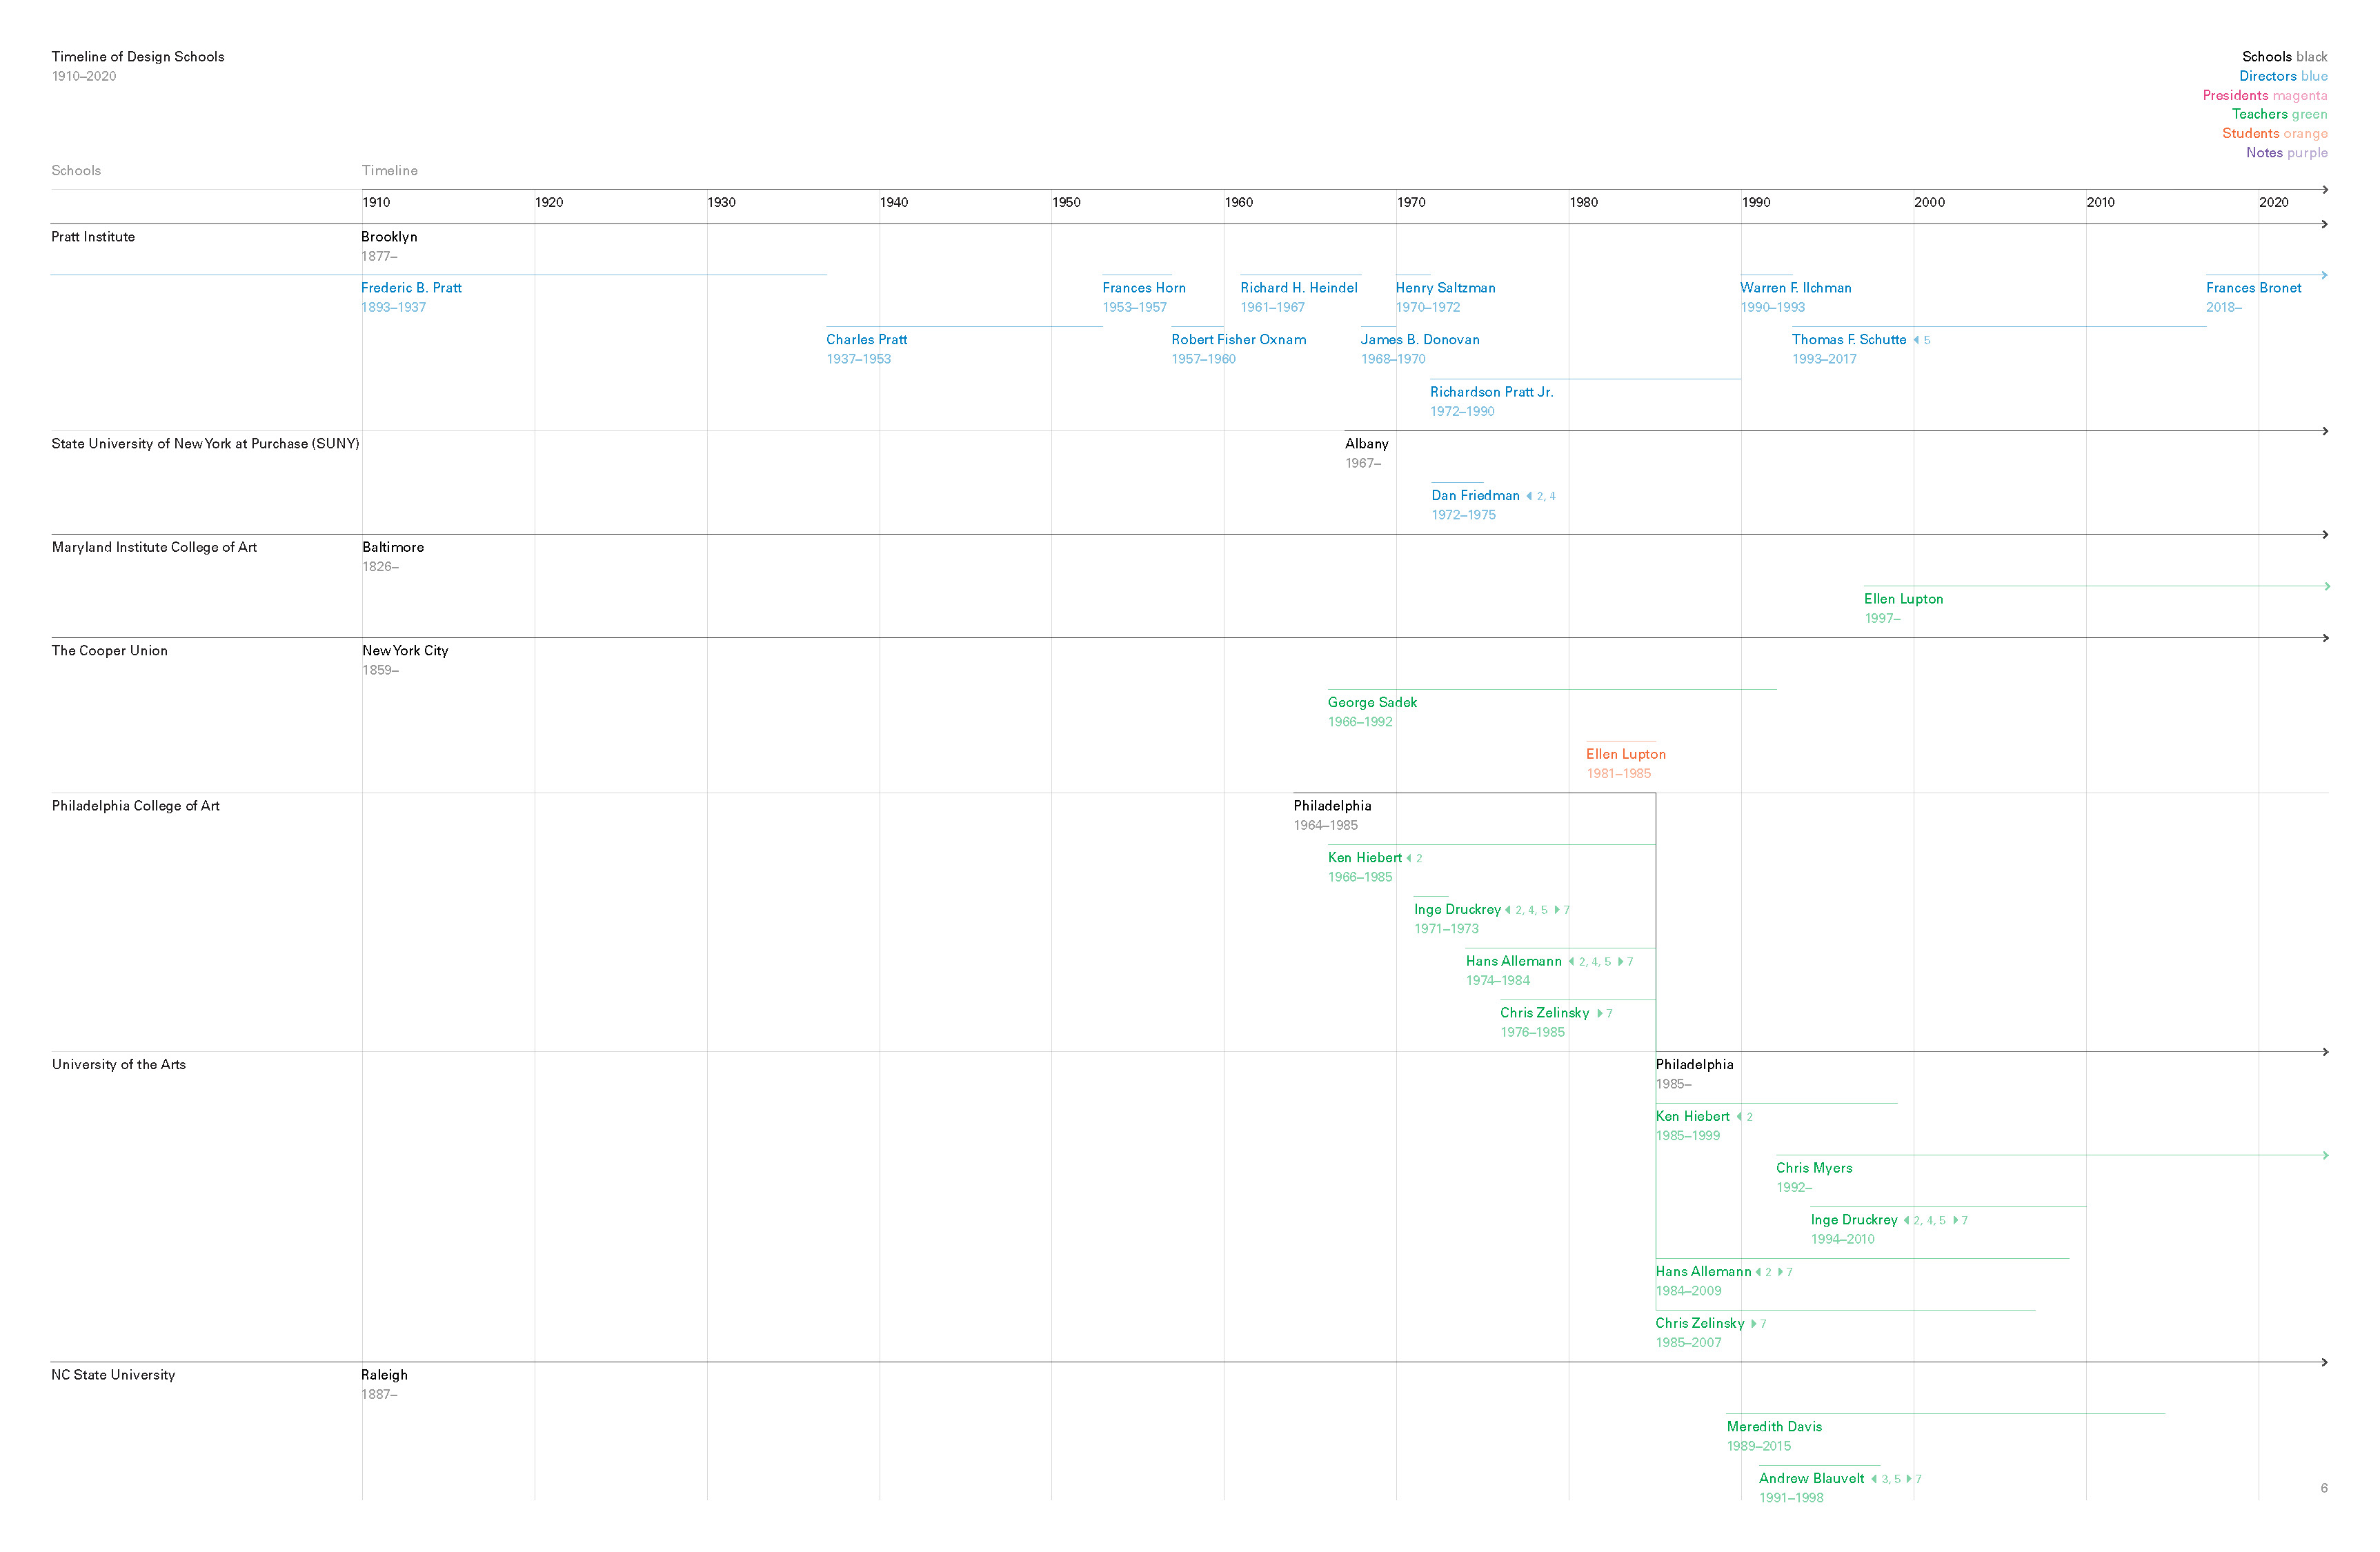 Timeline of Design Schools
1910–2020
Schools black
Directors blue
Presidents magenta
Teachers green
Students orange
Notes purple
Schools
Timeline
1910
1920
1930
1940
1950
1960
1970
1980
1990
2000
2010
2020
Pratt Institute
Brooklyn
1877–
Frederic B. Pratt
1893–1937
Frances Horn
1953–1957
Richard H. Heindel
1961–1967
Henry Saltzman
1970–1972
Warren F. Ilchman
1990–1993
Frances Bronet
2018–
Charles Pratt
1937–1953
Robert Fisher Oxnam
1957–1960
James B. Donovan
1968–1970
Thomas F. Schutte ◀ 5
1993–2017
Richardson Pratt Jr.
1972–1990
State University of New York at Purchase (SUNY)
Albany
1967–
Dan Friedman ◀ 2, 4
1972–1975
Maryland Institute College of Art
Baltimore
1826–
Ellen Lupton
1997–
The Cooper Union
New York City
1859–
George Sadek
1966–1992
Ellen Lupton
1981–1985
Philadelphia College of Art
Philadelphia
1964–1985
Ken Hiebert ◀ 2
1966–1985
Inge Druckrey ◀ 2, 4, 5 ▶ 7
1971–1973
Hans Allemann ◀ 2, 4, 5 ▶ 7
1974–1984
Chris Zelinsky ▶ 7
1976–1985
University of the Arts
Philadelphia
1985–
Ken Hiebert ◀ 2
1985–1999
Chris Myers
1992–
Inge Druckrey ◀ 2, 4, 5 ▶ 7
1994–2010
Hans Allemann ◀ 2 ▶ 7
1984–2009
Chris Zelinsky ▶ 7
1985–2007
NC State University
Raleigh
1887–
Meredith Davis
1989–2015
Andrew Blauvelt ◀ 3, 5 ▶ 7
1991–1998
6